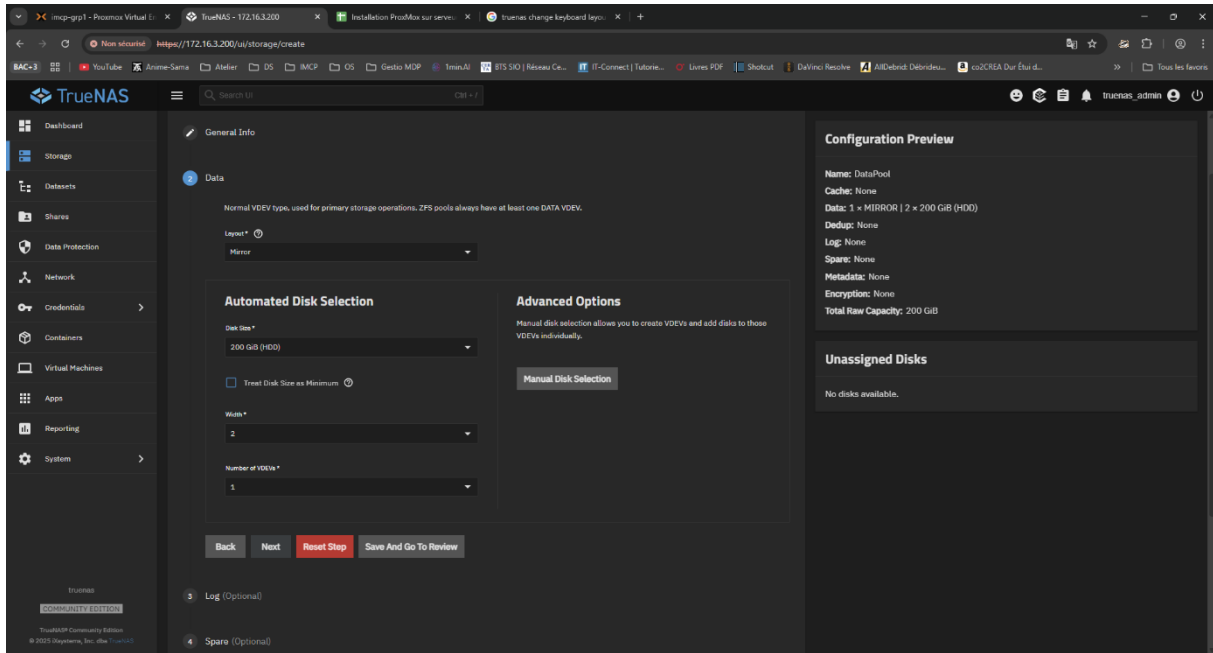 imcp-grp1 - Proxmox Virtual En
TrueNAS - 172.16.3.200
Installation ProxMox sur serveu
truenas change keyboard layou
Non sécurisé
https://172.16.3.200/ui/storage/create
BAC+3
YouTube
Anime-Sama
Atelier
DS
IMCP
OS
Gestio MDP
1min.AI
BTS SIO | Réseau Ce...
IT-Connect | Tutorie...
Livres PDF
Shotcut
DaVinci Resolve
AllDebrid: Débrideu...
co2CREA Dur Étui d...
Tous les favoris
TrueNAS
Search UI
Ctrl + /
truenas_admin
Dashboard
Storage
Datasets
Shares
Data Protection
Network
Credentials
Containers
Virtual Machines
Apps
Reporting
System
truenas
COMMUNITY EDITION
TrueNAS® Community Edition
© 2025 iXsystems, Inc. dba TrueNAS
General Info
2 Data
Normal VDEV type, used for primary storage operations. ZFS pools always have at least one DATA VDEV.
Layout *
Mirror
Automated Disk Selection
Disk Size *
200 GiB (HDD)
Treat Disk Size as Minimum
Width *
2
Number of VDEVs *
1
Advanced Options
Manual disk selection allows you to create VDEVs and add disks to those
VDEVs individually.
Manual Disk Selection
Back
Next
Reset Step
Save And Go To Review
3 Log (Optional)
4 Spare (Optional)
Configuration Preview
Name: DataPool
Cache: None
Data: 1 × MIRROR | 2 × 200 GiB (HDD)
Dedup: None
Log: None
Spare: None
Metadata: None
Encryption: None
Total Raw Capacity: 200 GiB
Unassigned Disks
No disks available.